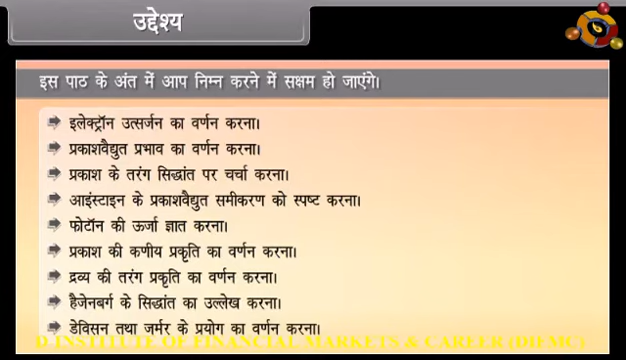 उद्देश्य
इस पाठ के अंत में आप निम्न करने में सक्षम हो जाएंगे।
इलेक्ट्रॉन उत्सर्जन का वर्णन करना।
प्रकाशवैद्युत प्रभाव का वर्णन करना।
प्रकाश के तरंग सिद्धांत पर चर्चा करना।
आइंस्टाइन के प्रकाशवैद्युत समीकरण को स्पष्ट करना।
फोटॉन की ऊर्जा ज्ञात करना।
प्रकाश की कणीय प्रकृति का वर्णन करना।
द्रव्य की तरंग प्रकृति का वर्णन करना।
हैजेनबर्ग के सिद्धांत का उल्लेख करना।
डेविसन तथा जर्मर के प्रयोग का वर्णन करना।
D INSTITUTE OF FINANCIAL MARKETS & CAREER (DIFMC)